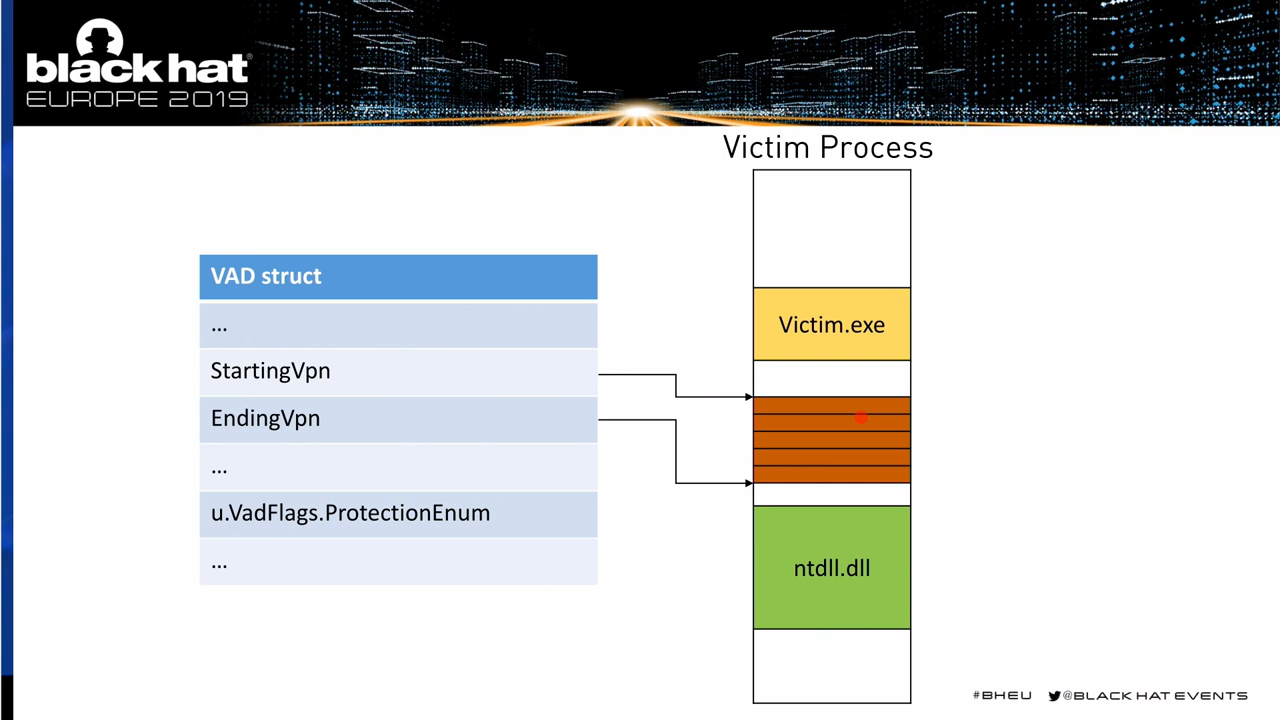 black hat®
EUROPE 2019
Victim Process
VAD struct
...
StartingVpn
EndingVpn
...
u.VadFlags.ProtectionEnum
...
Victim.exe
ntdll.dll
#BHEU @BLACK HAT EVENTS